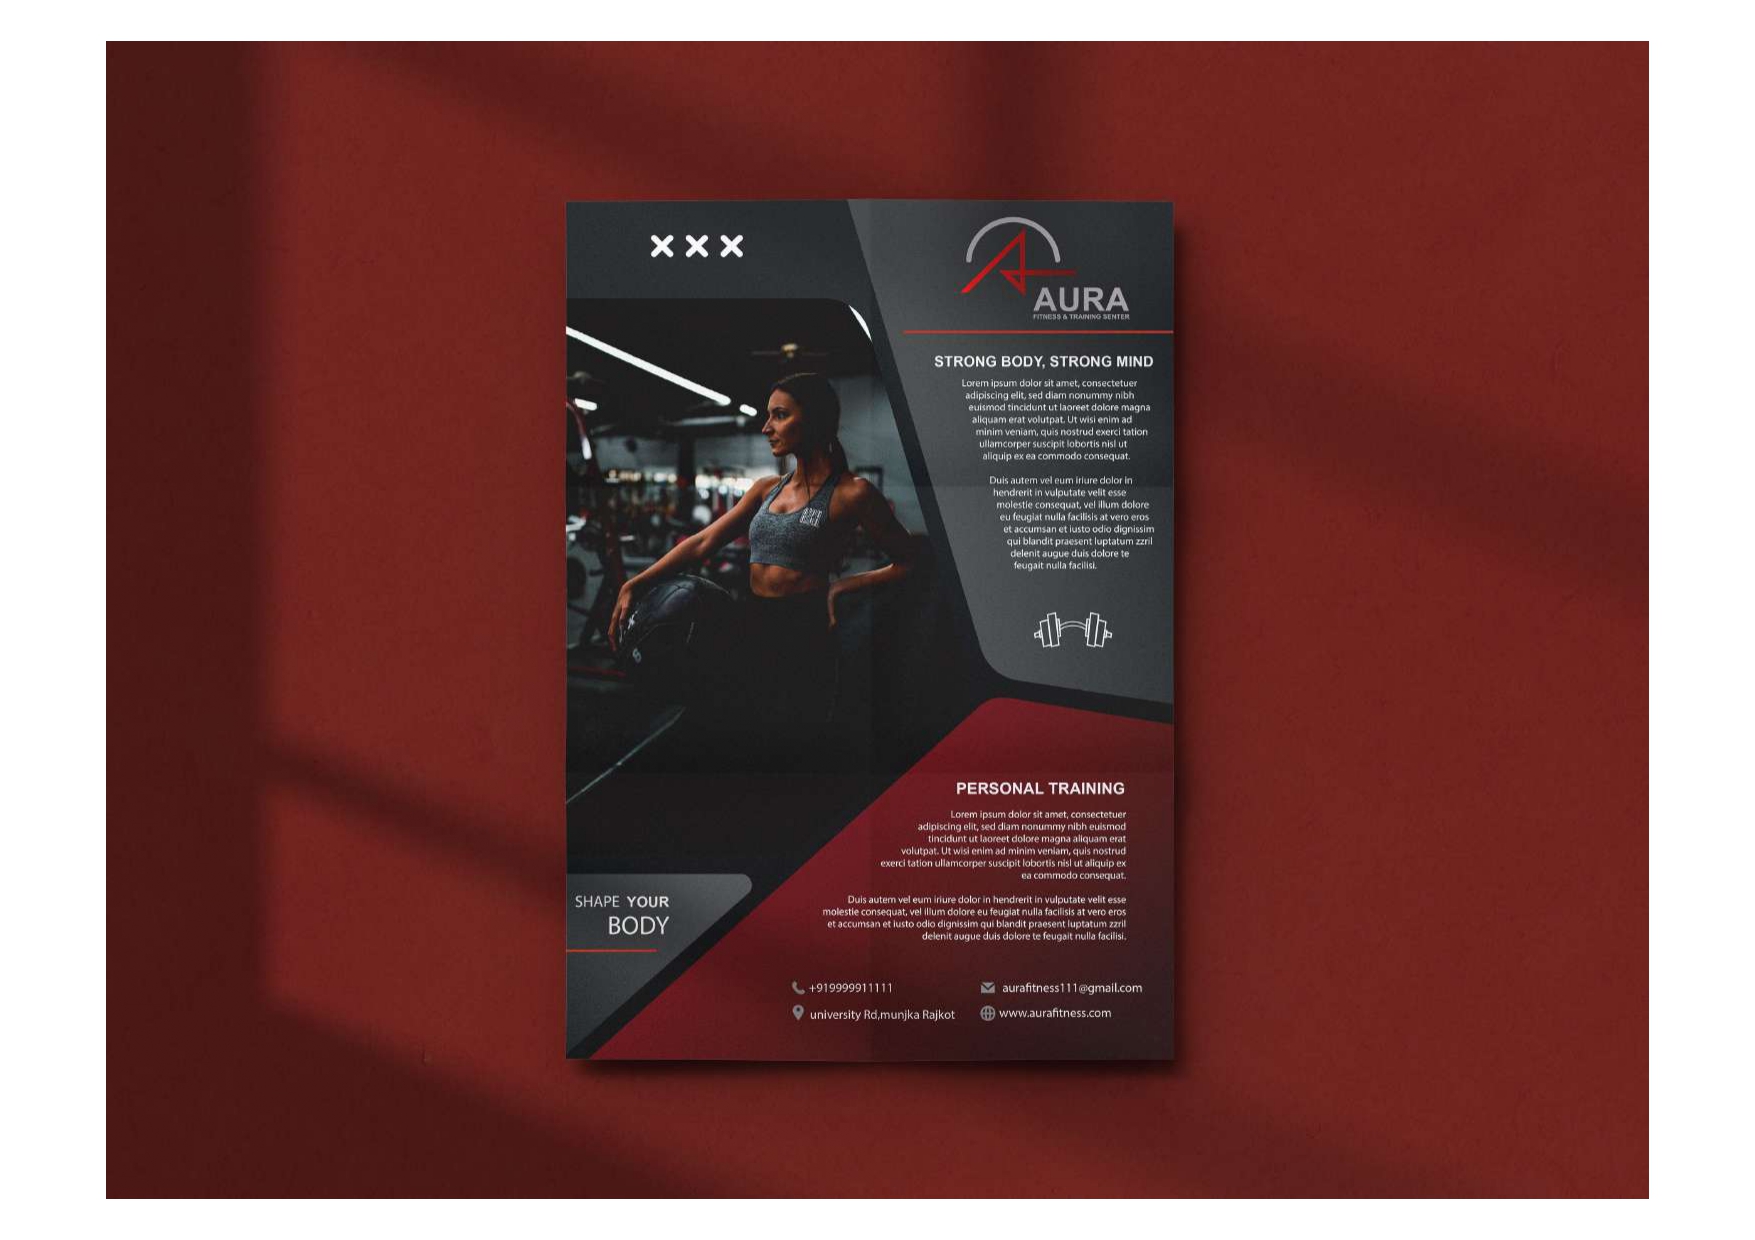 AURA
FITNESS & TRAINING SENTER
STRONG BODY, STRONG MIND
Lorem ipsum dolor sit amet, consectetuer
adipiscing elit, sed diam nonummy nibh
euismod tincidunt ut laoreet dolore magna
aliquam erat volutpat. Ut wisi enim ad
minim veniam, quis nostrud exerci tation
ullamcorper suscipit lobortis nisl ut
aliquip ex ea commodo consequat.
Duis autem vel eum iriure dolor in
hendrerit in vulputate velit esse
molestie consequat, vel illum dolore
eu feugiat nulla facilisis at vero eros
et accumsan et iusto odio dignissim
qui blandit praesent luptatum zzril
delenit augue duis dolore te
feugait nulla facilisi.
PERSONAL TRAINING
Lorem ipsum dolor sit amet, consectetuer
adipiscing elit, sed diam nonummy nibh euismod
tincidunt ut laoreet dolore magna aliquam erat
volutpat. Ut wisi enim ad minim veniam, quis nostrud
exerci tation ullamcorper suscipit lobortis nisl ut aliquip ex
ea commodo consequat.
Duis autem vel eum iriure dolor in hendrerit in vulputate velit esse
molestie consequat, vel illum dolore eu feugiat nulla facilisis at vero eros
et accumsan et iusto odio dignissim qui blandit praesent luptatum zzril
delenit augue duis dolore te feugait nulla facilisi.
SHAPE YOUR
BODY
+919999911111
aurafitness111@gmail.com
university Rd,munjka Rajkot
www.aurafitness.com